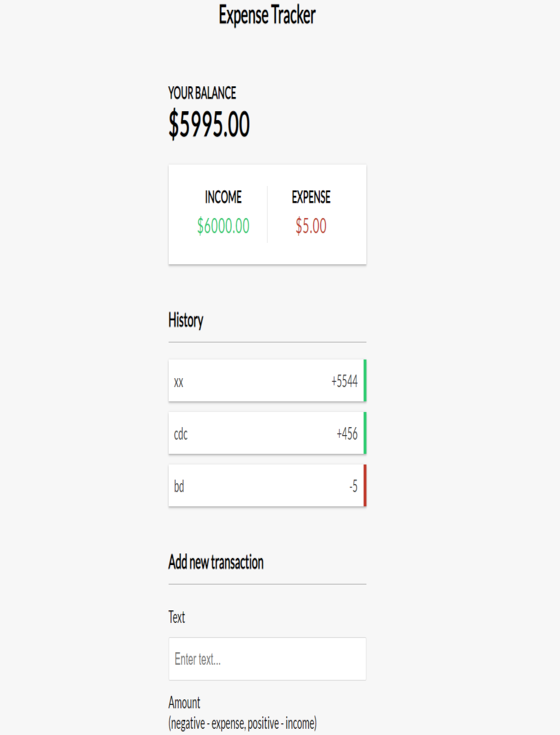 Expense Tracker
YOUR BALANCE
$5995.00
INCOME EXPENSE
$6000.00 $5.00
History
xx +5544
cdc +456
bd -5
Add new transaction
Text
Enter text...
Amount
(negative - expense, positive - income)